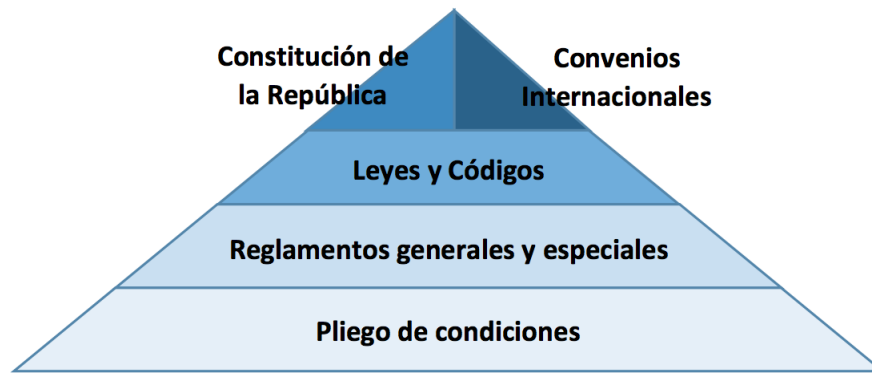 Constitución de
la República
Convenios
Internacionales
Leyes y Códigos
Reglamentos generales y especiales
Pliego de condiciones